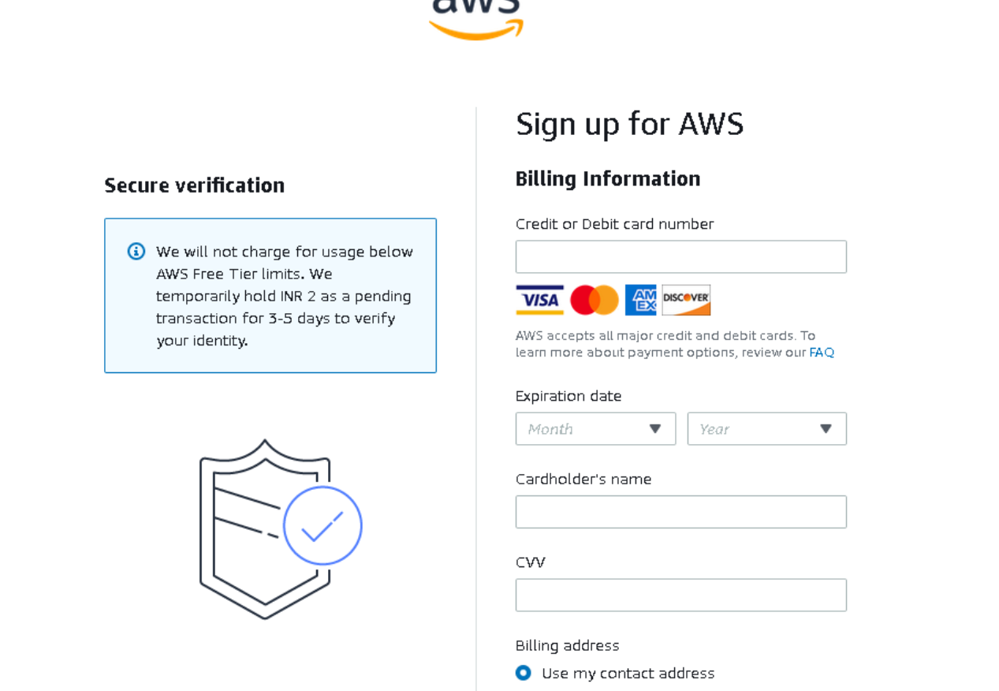 aws
Sign up for AWS
Secure verification
We will not charge for usage below
AWS Free Tier limits. We
temporarily hold INR 2 as a pending
transaction for 3-5 days to verify
your identity.
Billing Information
Credit or Debit card number
VISA
AM
EX
DISCOVER
AWS accepts all major credit and debit cards. To
learn more about payment options, review our FAQ
Expiration date
Month
Year
Cardholder's name
CVV
Billing address
Use my contact address